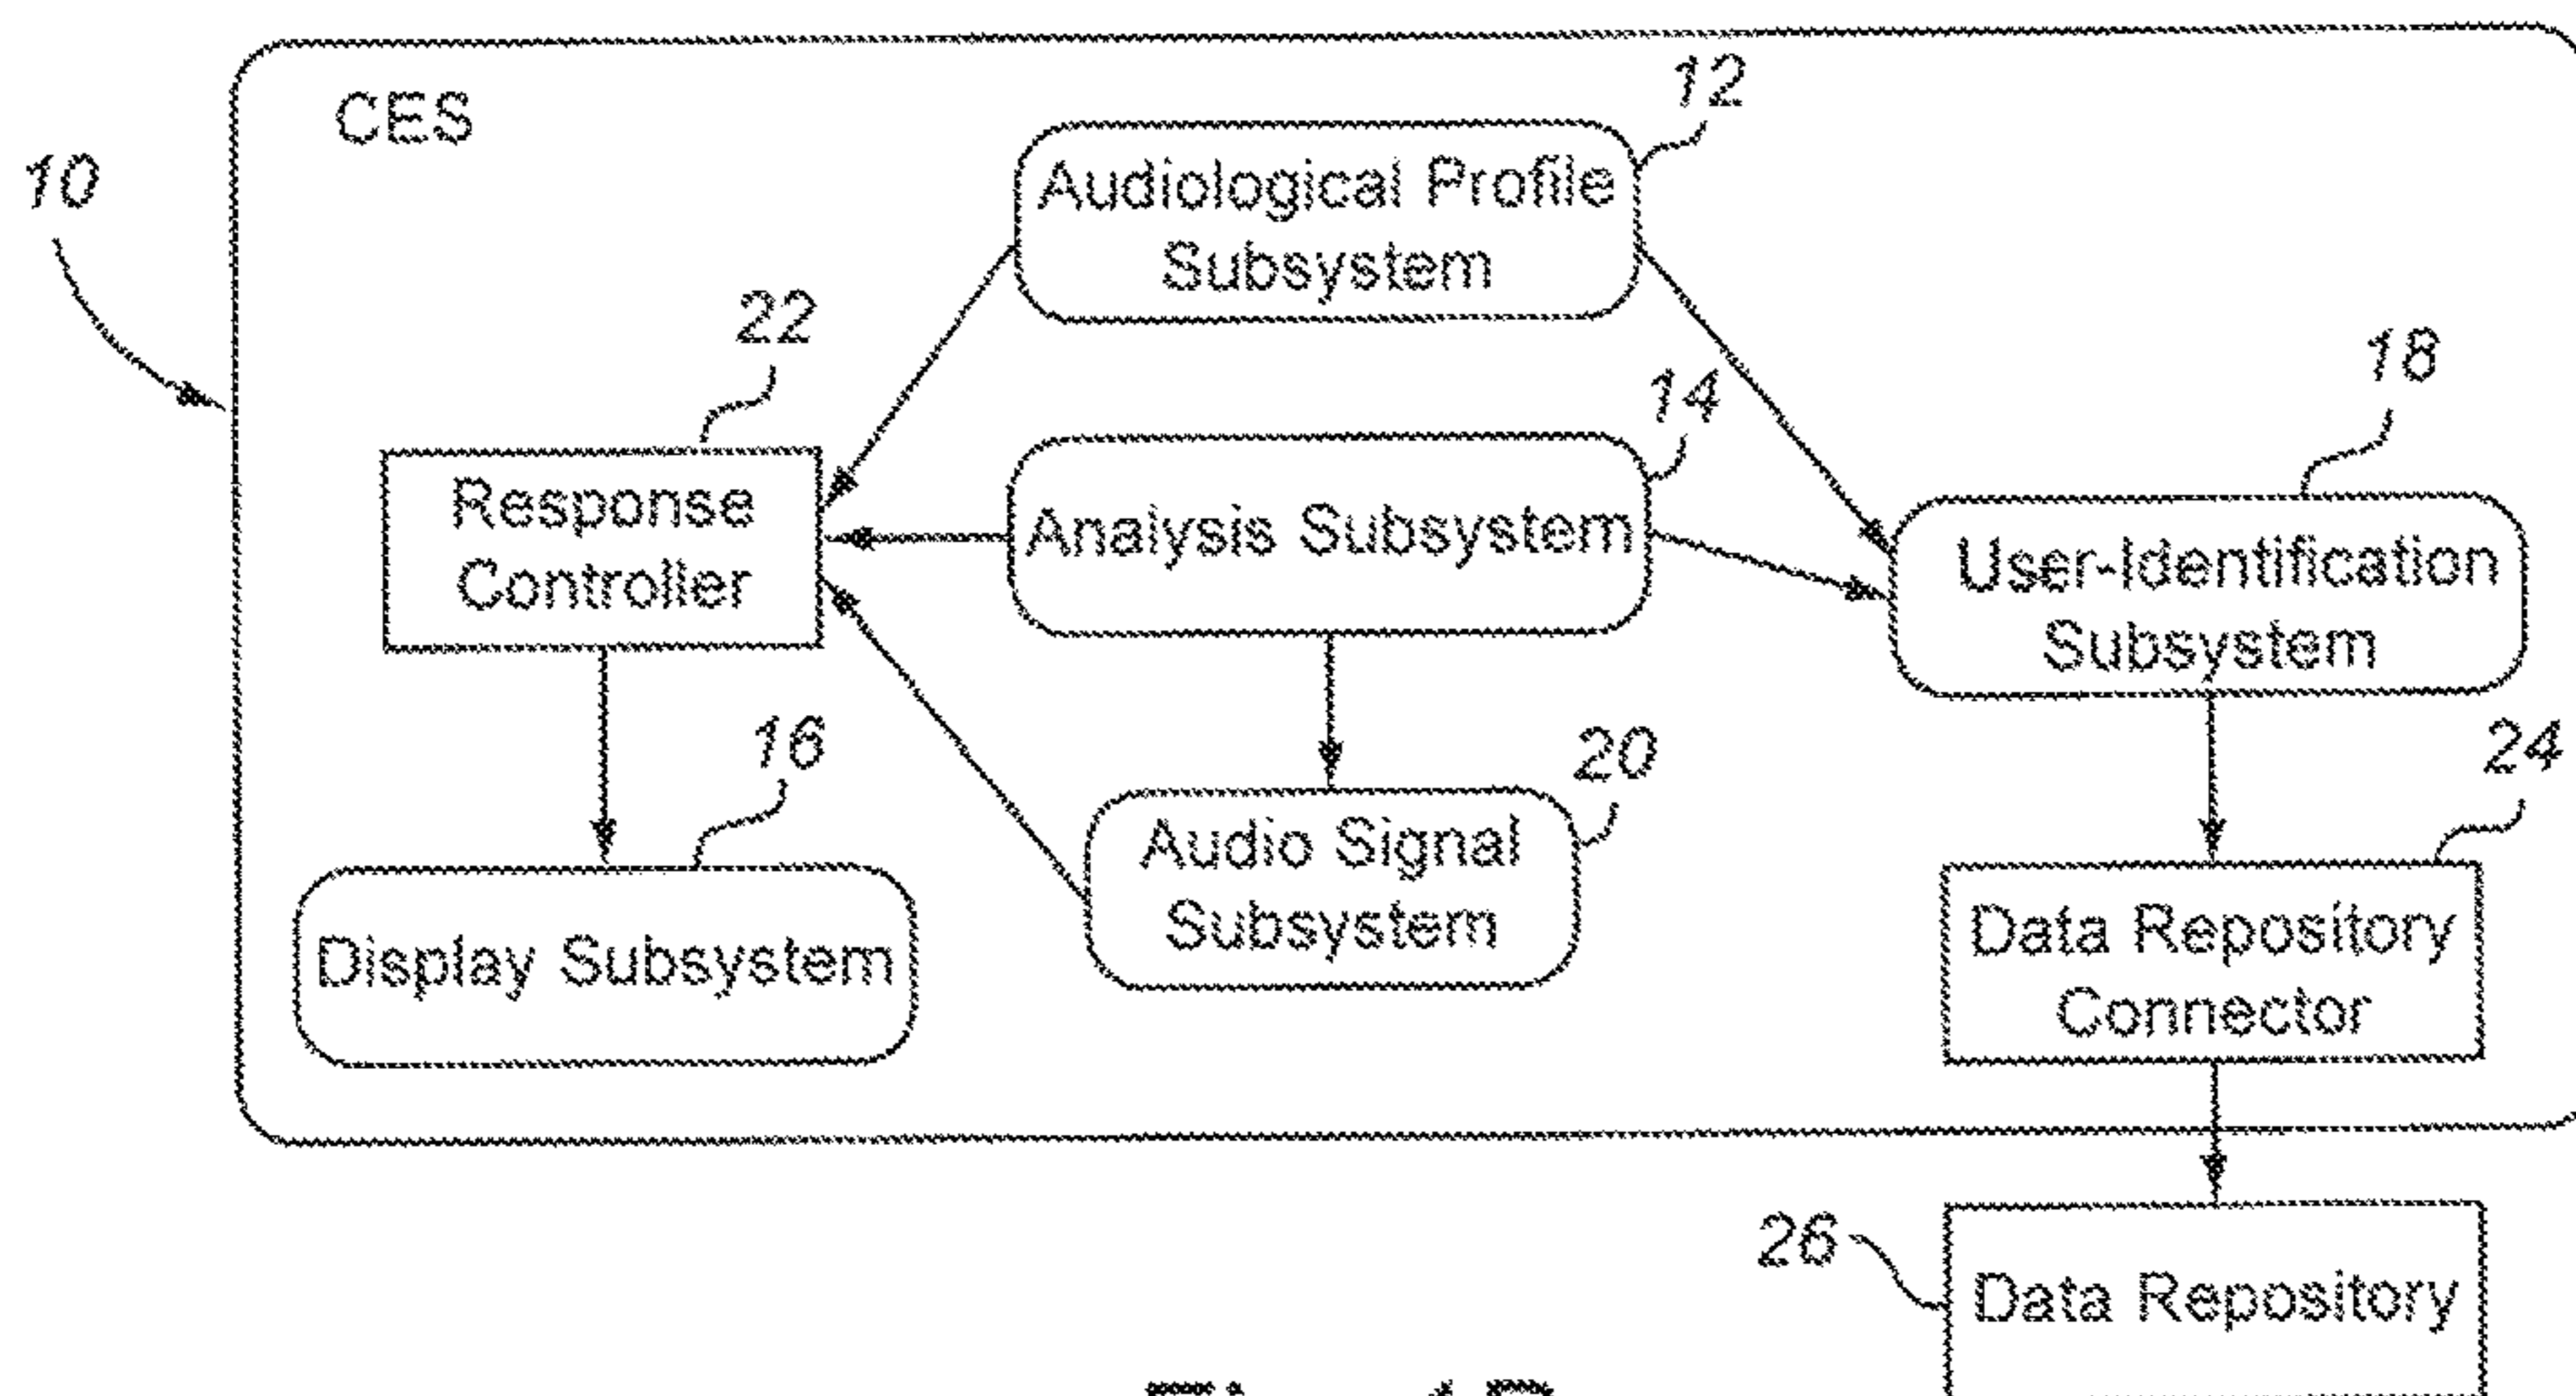 CES
10
12
Audiological Profile
Subsystem
22
Response
Controller
14
Analysis Subsystem
18
User-Identification
Subsystem
16
Display Subsystem
20
Audio Signal
Subsystem
24
Data Repository
Connector
26
Data Repository